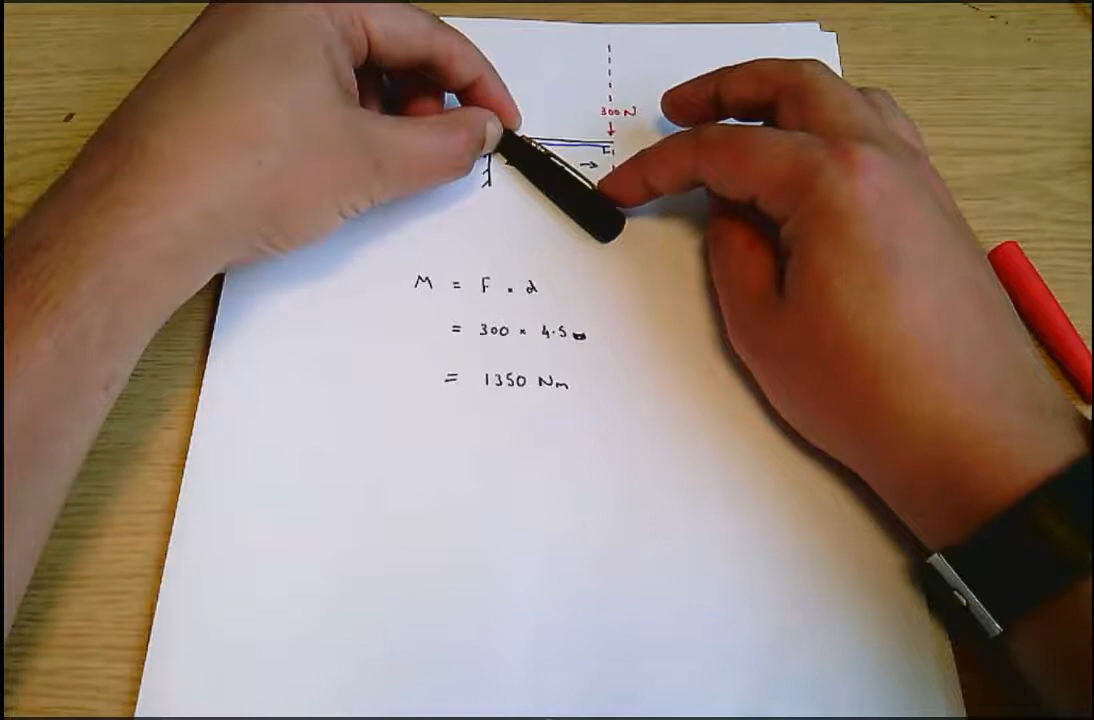 300 N
M = F . d
= 300 × 4.5
= 1350 Nm